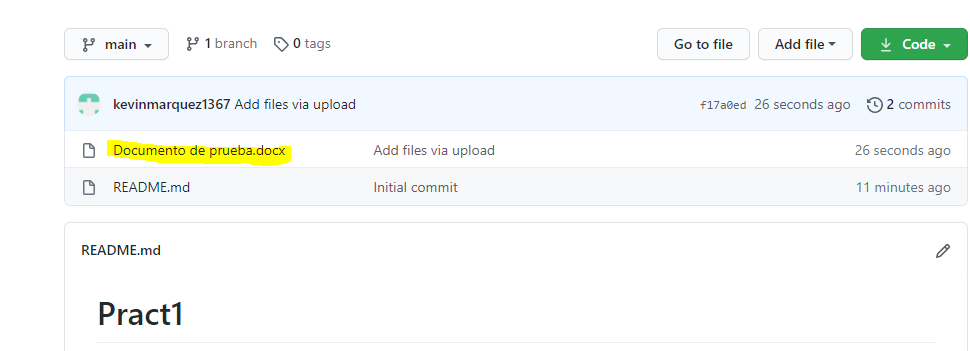 main 1 branch 0 tags Go to file Add file Code
kevinmarquez1367 Add files via upload f17a0ed 26 seconds ago 2 commits
Documento de prueba.docx Add files via upload 26 seconds ago
README.md Initial commit 11 minutes ago
README.md
Pract1